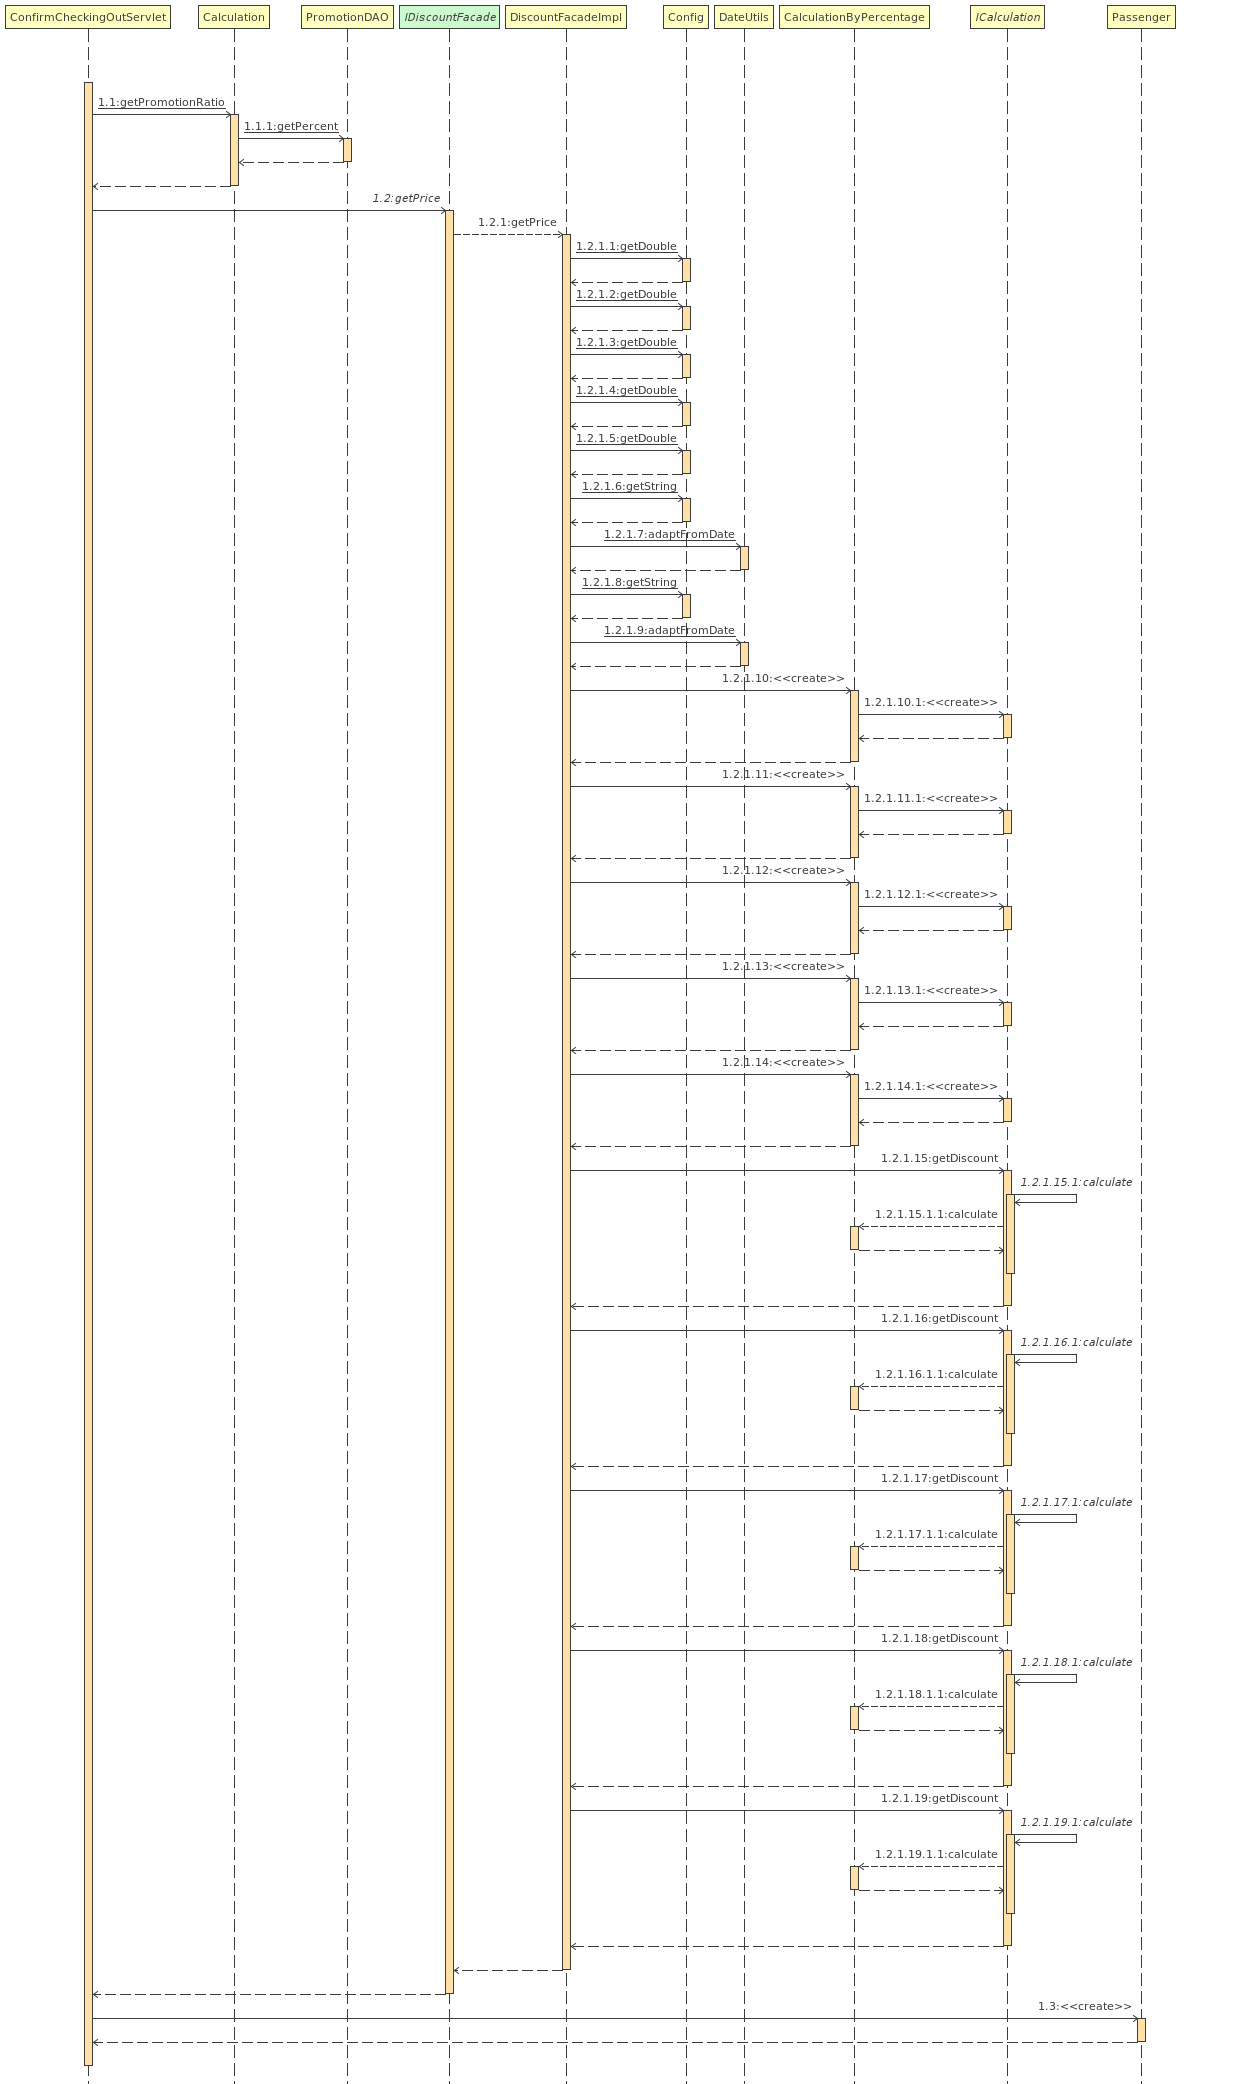 ConfirmCheckingOutServlet
Calculation
PromotionDAO
IDiscountFacade
DiscountFacadeImpl
Config
DateUtils
CalculationByPercentage
ICalculation
Passenger
1.1:getPromotionRatio
1.1.1:getPercent
1.2:getPrice
1.2.1:getPrice
1.2.1.1:getDouble
1.2.1.2:getDouble
1.2.1.3:getDouble
1.2.1.4:getDouble
1.2.1.5:getDouble
1.2.1.6:getString
1.2.1.7:adaptFromDate
1.2.1.8:getString
1.2.1.9:adaptFromDate
1.2.1.10:<<create>>
1.2.1.10.1:<<create>>
1.2.1.11:<<create>>
1.2.1.11.1:<<create>>
1.2.1.12:<<create>>
1.2.1.12.1:<<create>>
1.2.1.13:<<create>>
1.2.1.13.1:<<create>>
1.2.1.14:<<create>>
1.2.1.14.1:<<create>>
1.2.1.15:getDiscount
1.2.1.15.1:calculate
1.2.1.15.1.1:calculate
1.2.1.16:getDiscount
1.2.1.16.1:calculate
1.2.1.16.1.1:calculate
1.2.1.17:getDiscount
1.2.1.17.1:calculate
1.2.1.17.1.1:calculate
1.2.1.18:getDiscount
1.2.1.18.1:calculate
1.2.1.18.1.1:calculate
1.2.1.19:getDiscount
1.2.1.19.1:calculate
1.2.1.19.1.1:calculate
1.3:<<create>>